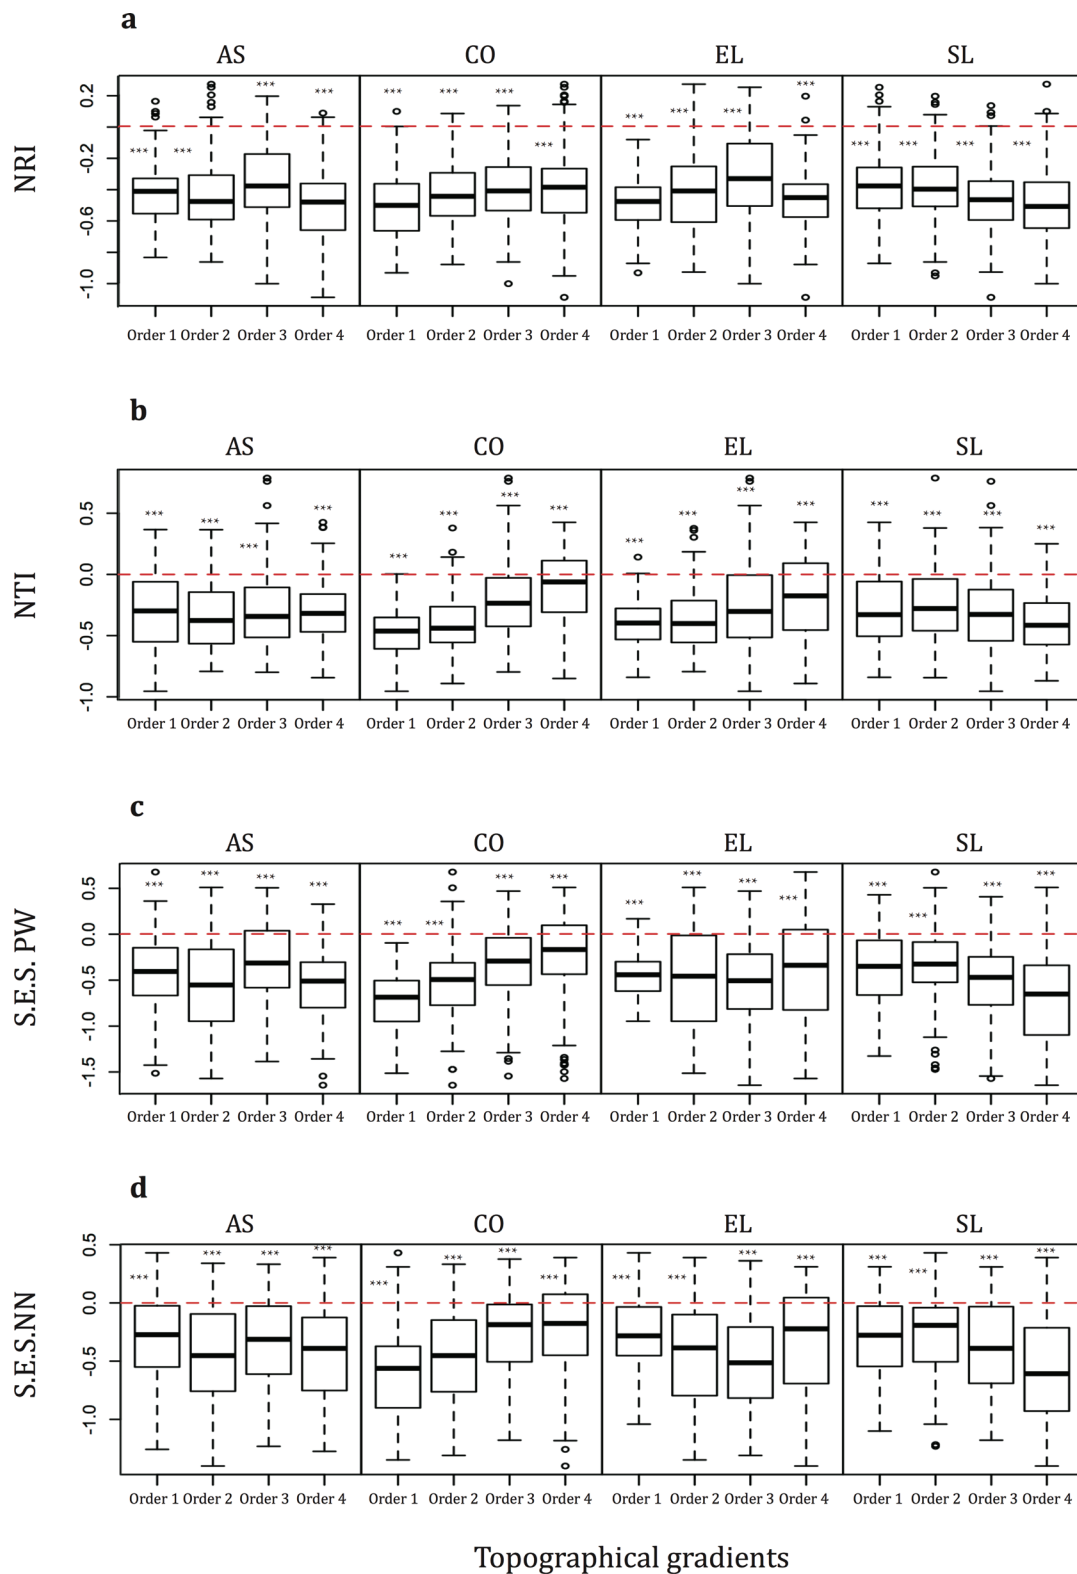 a
AS CO EL SL
NRI
0.2
-0.2
-0.6
-1.0
*** *** *** *** *** *** *** *** *** *** *** *** *** *** *** ***
Order 1 Order 2 Order 3 Order 4 Order 1 Order 2 Order 3 Order 4 Order 1 Order 2 Order 3 Order 4 Order 1 Order 2 Order 3 Order 4
b
AS CO EL SL
NTI
0.5
0.0
-0.5
-1.0
*** *** *** *** *** *** *** *** *** *** *** *** *** *** *** ***
Order 1 Order 2 Order 3 Order 4 Order 1 Order 2 Order 3 Order 4 Order 1 Order 2 Order 3 Order 4 Order 1 Order 2 Order 3 Order 4
c
AS CO EL SL
S.E.S. PW
0.5
0.0
-0.5
-1.0
-1.5
*** *** *** *** *** *** *** *** *** *** *** *** *** *** *** ***
Order 1 Order 2 Order 3 Order 4 Order 1 Order 2 Order 3 Order 4 Order 1 Order 2 Order 3 Order 4 Order 1 Order 2 Order 3 Order 4
d
AS CO EL SL
S.E.S.NN
0.5
0.0
-0.5
-1.0
*** *** *** *** *** *** *** *** *** *** *** *** *** *** *** ***
Order 1 Order 2 Order 3 Order 4 Order 1 Order 2 Order 3 Order 4 Order 1 Order 2 Order 3 Order 4 Order 1 Order 2 Order 3 Order 4
Topographical gradients